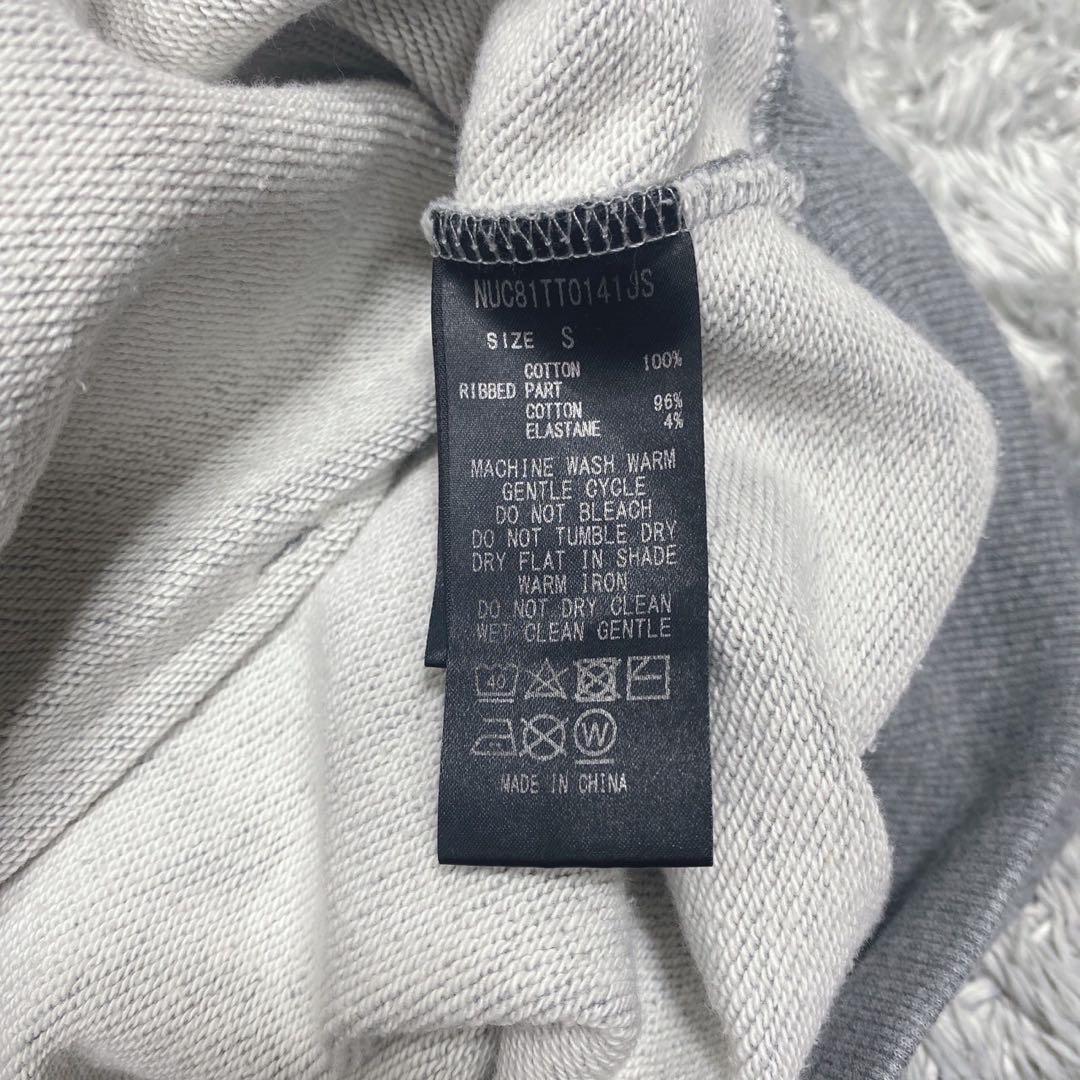 NUC81TT0141JS
SIZE S
COTTON 100%
RIBBED PART
COTTON 96%
ELASTANE 4%
MACHINE WASH WARM
GENTLE CYCLE
DO NOT BLEACH
DO NOT TUMBLE DRY
DRY FLAT IN SHADE
WARM IRON
DO NOT DRY CLEAN
WET CLEAN GENTLE
40
W
MADE IN CHINA